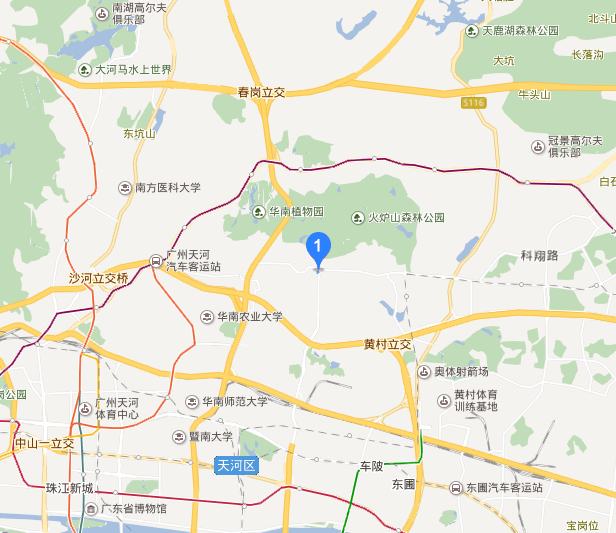 南湖高尔夫
俱乐部
北斗山
天鹿湖森林公园
大河马水上世界
大坑
长落沟
春岗立交
S116
牛头山
东坑山
冠景高尔夫
俱乐部
南方医科大学
白石
华南植物园
火炉山森林公园
1
广州天河
汽车客运站
科翔路
沙河立交桥
华南农业大学
黄村立交
奥体射箭场
岗公园
广州天河
体育中心
华南师范大学
黄村体育
训练基地
中山一立交
暨南大学
天河区
车陂
东圃
东圃汽车客运站
珠江新城
广东省博物馆
宝岗位